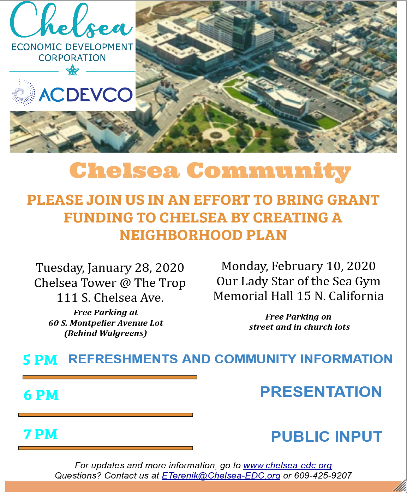 Chelsea
ECONOMIC DEVELOPMENT
CORPORATION
ACDEVCO
Chelsea Community
PLEASE JOIN US IN AN EFFORT TO BRING GRANT
FUNDING TO CHELSEA BY CREATING A
NEIGHBORHOOD PLAN
Tuesday, January 28, 2020
Chelsea Tower @ The Trop
111 S. Chelsea Ave.
Free Parking at
60 S. Montpelier Avenue Lot
(Behind Walgreens)
Monday, February 10, 2020
Our Lady Star of the Sea Gym
Memorial Hall 15 N. California
Free Parking on
street and in church lots
5 PM REFRESHMENTS AND COMMUNITY INFORMATION
6 PM PRESENTATION
7 PM PUBLIC INPUT
For updates and more information, go to www.chelsea-edc.org
Questions? Contact us at ETerenik@Chelsea-EDC.org or 609-425-9207